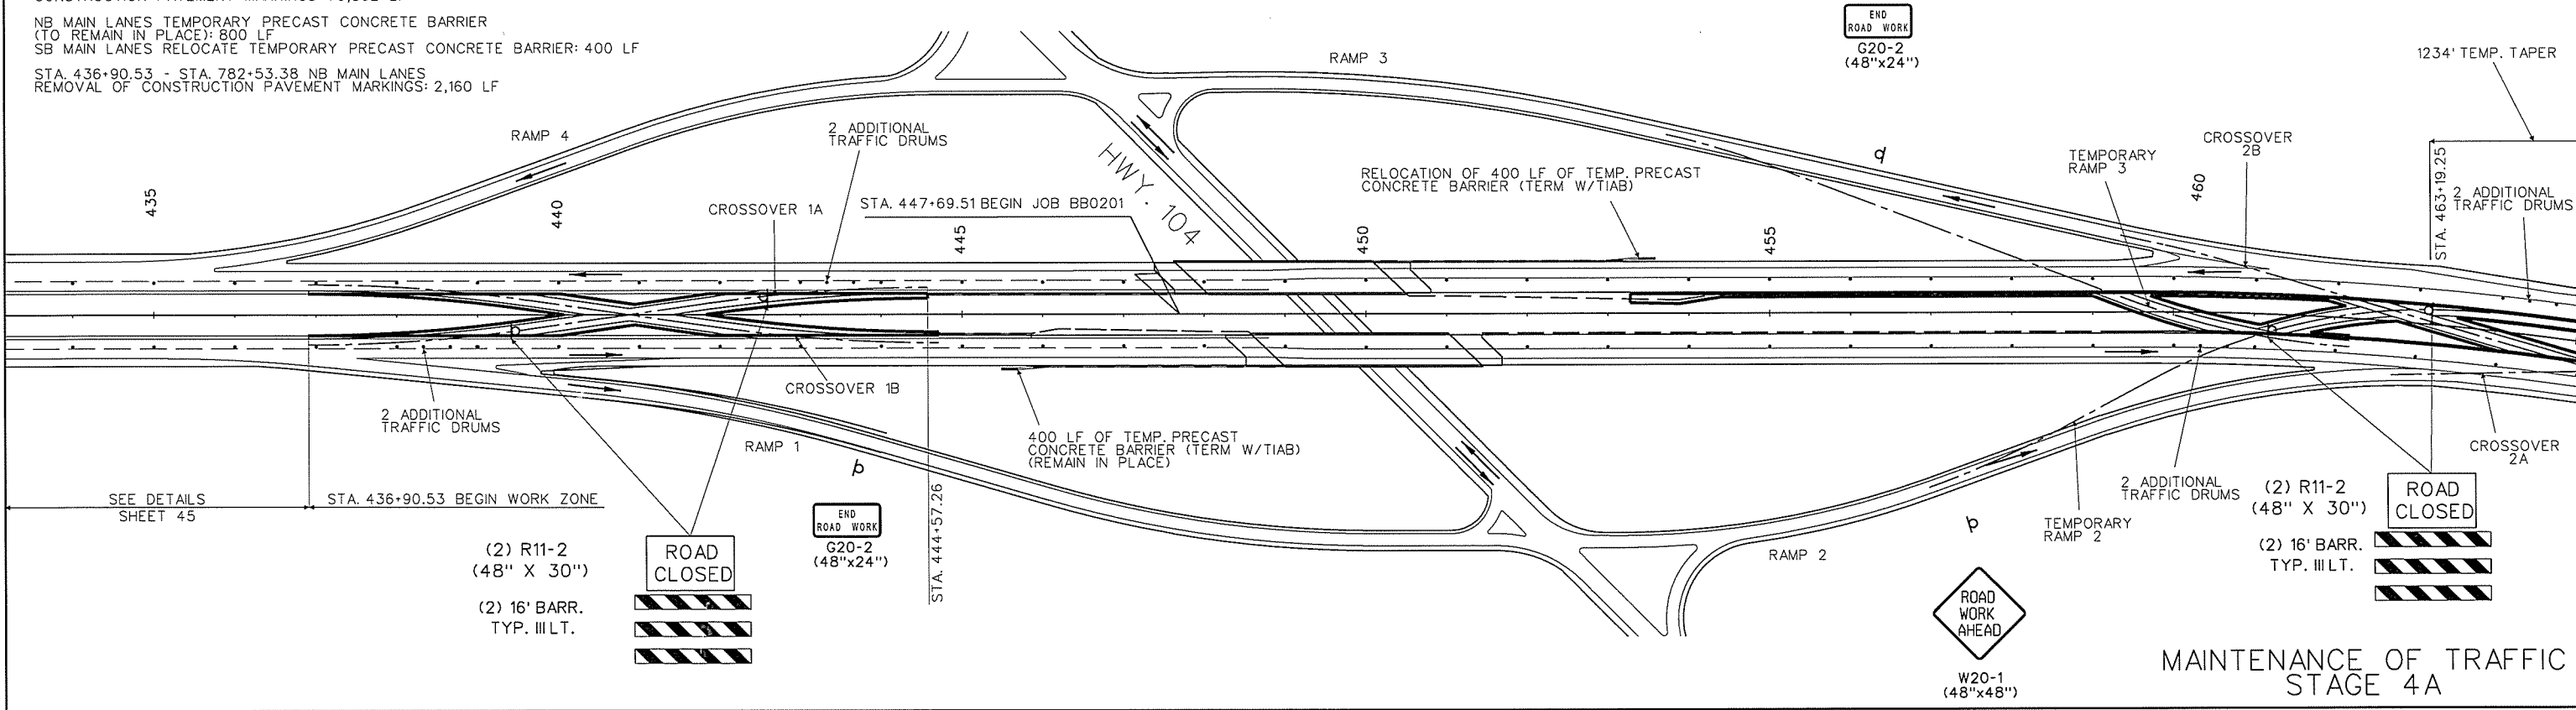 NB MAIN LANES TEMPORARY PRECAST CONCRETE BARRIER
(TO REMAIN IN PLACE): 800 LF
SB MAIN LANES RELOCATE TEMPORARY PRECAST CONCRETE BARRIER: 400 LF
STA. 436+90.53 - STA. 782+53.38 NB MAIN LANES
REMOVAL OF CONSTRUCTION PAVEMENT MARKINGS: 2,160 LF
END
ROAD WORK
G20-2
(48"x24")
1234' TEMP. TAPER
RAMP 3
RAMP 4
2 ADDITIONAL
TRAFFIC DRUMS
HWY. 104
RELOCATION OF 400 LF OF TEMP. PRECAST
CONCRETE BARRIER (TERM W/TIAB)
TEMPORARY
RAMP 3
CROSSOVER
2B
STA. 463+19.25
2 ADDITIONAL
TRAFFIC DRUMS
CROSSOVER 1A
STA. 447+69.51 BEGIN JOB BB0201
435
440
445
450
455
460
CROSSOVER 1B
2 ADDITIONAL
TRAFFIC DRUMS
RAMP 1
400 LF OF TEMP. PRECAST
CONCRETE BARRIER (TERM W/TIAB)
(REMAIN IN PLACE)
CROSSOVER
2A
SEE DETAILS
SHEET 45
STA. 436+90.53 BEGIN WORK ZONE
STA. 444+57.26
END
ROAD WORK
G20-2
(48"x24")
(2) R11-2
(48" X 30")
ROAD
CLOSED
(2) 16' BARR.
TYP. III LT.
RAMP 2
TEMPORARY
RAMP 2
2 ADDITIONAL
TRAFFIC DRUMS
(2) R11-2
(48" X 30")
ROAD
CLOSED
(2) 16' BARR.
TYP. III LT.
ROAD
WORK
AHEAD
W20-1
(48"x48")
MAINTENANCE OF TRAFFIC
STAGE 4A